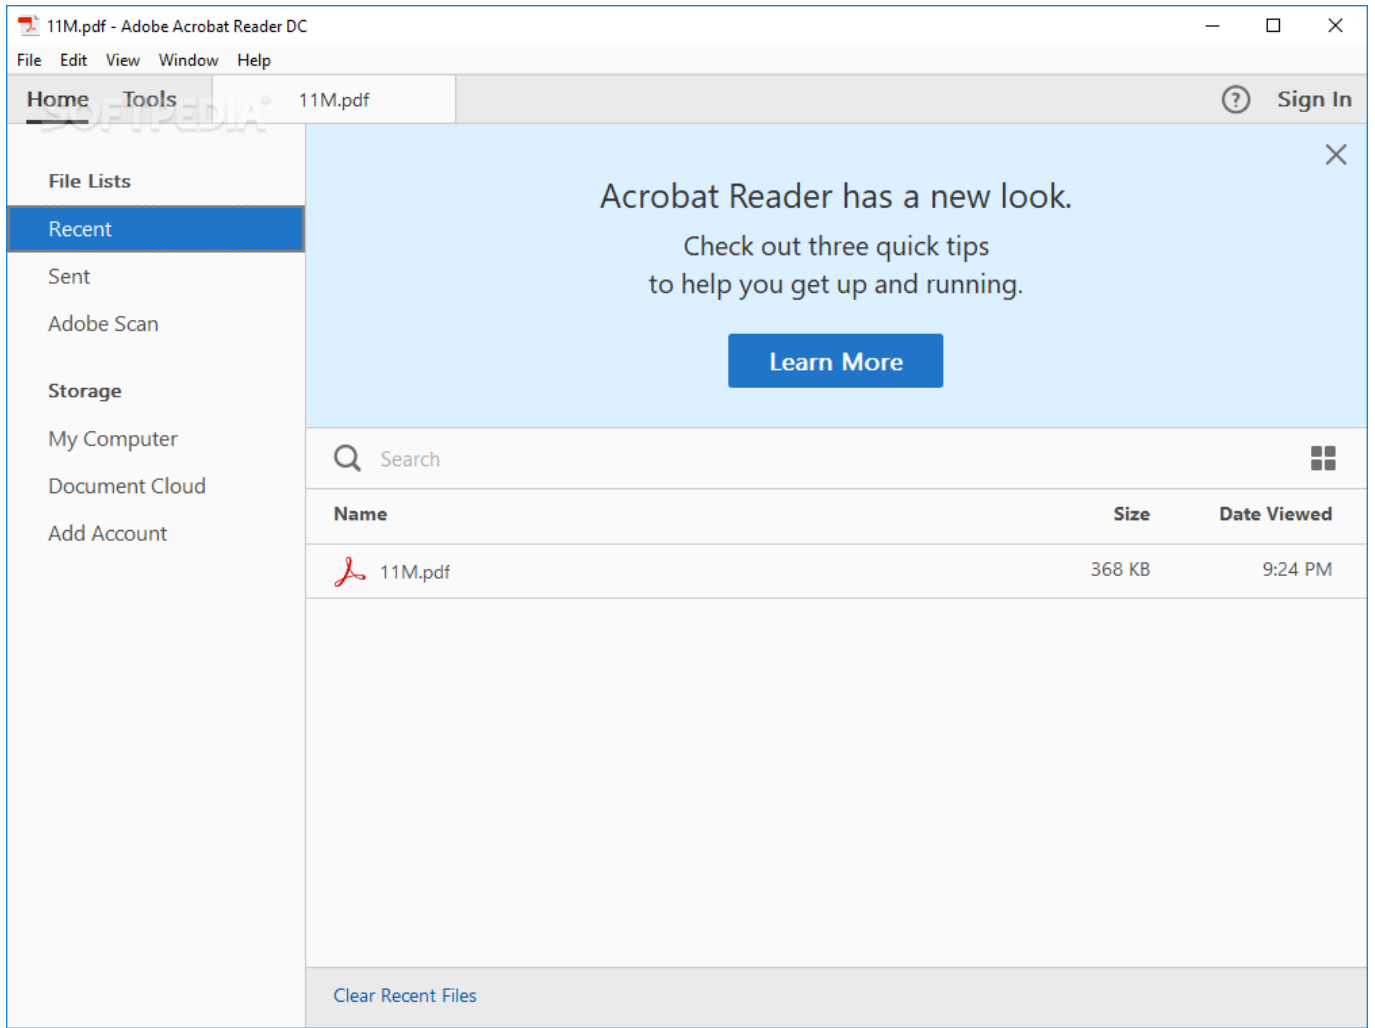 11M.pdf - Adobe Acrobat Reader DC
File Edit View Window Help
Home Tools 11M.pdf ? Sign In
SOFTPEDIA®
File Lists
Recent
Sent
Adobe Scan
Storage
My Computer
Document Cloud
Add Account
Acrobat Reader has a new look.
Check out three quick tips
to help you get up and running.
Learn More
Search
Name Size Date Viewed
11M.pdf 368 KB 9:24 PM
Clear Recent Files